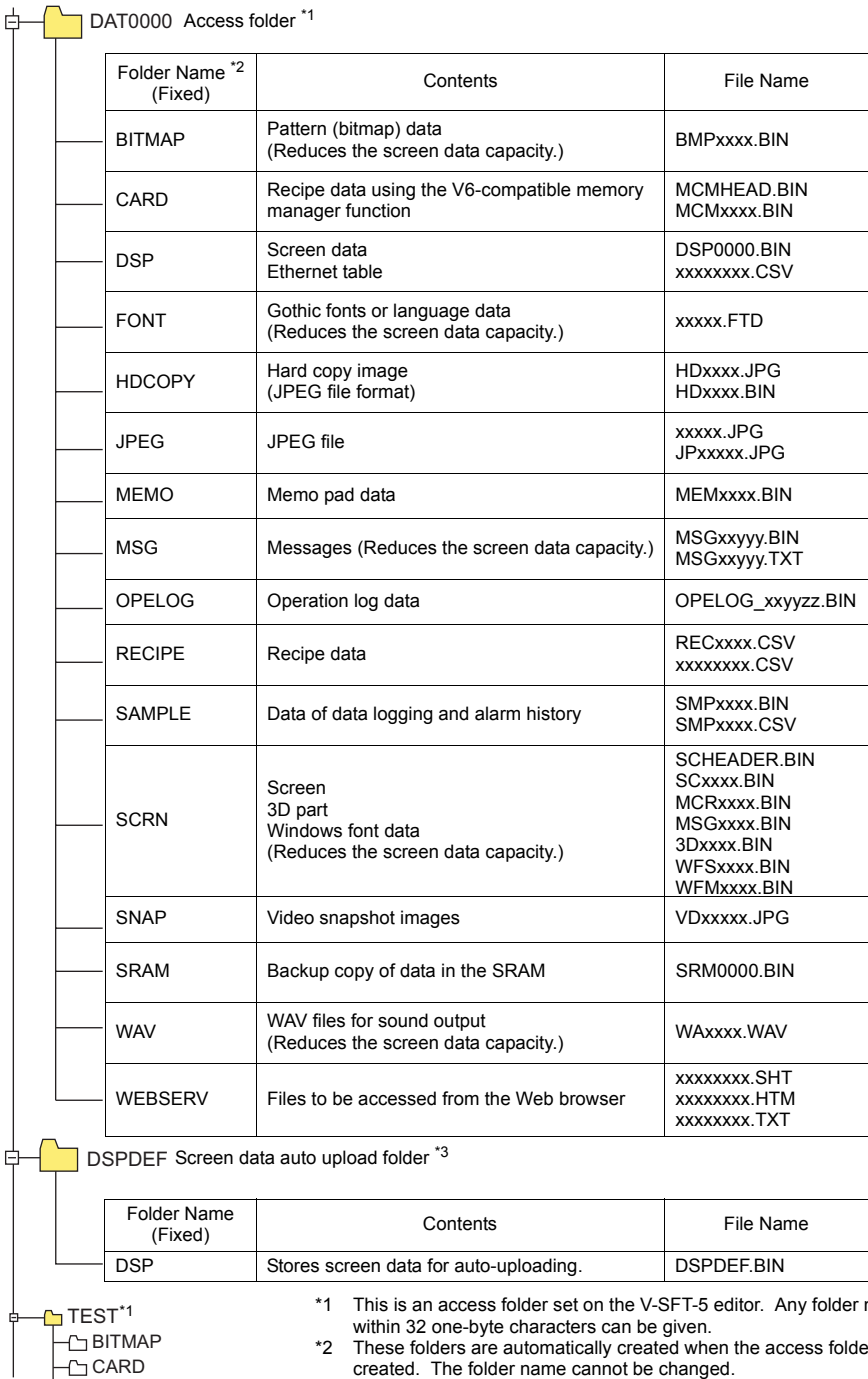 DAT0000 Access folder *1
Folder Name *2 (Fixed) Contents File Name
BITMAP Pattern (bitmap) data BMPxxxx.BIN
(Reduces the screen data capacity.)
CARD Recipe data using the V6-compatible memory manager function MCMHEAD.BIN
MCMxxxx.BIN
DSP Screen data DSP0000.BIN
Ethernet table xxxxxxxx.CSV
FONT Gothic fonts or language data xxxxx.FTD
(Reduces the screen data capacity.)
HDCOPY Hard copy image HDxxxx.JPG
(JPEG file format) HDxxxx.BIN
JPEG JPEG file xxxxx.JPG
JPxxxxx.JPG
MEMO Memo pad data MEMxxxx.BIN
MSG Messages (Reduces the screen data capacity.) MSGxxyyy.BIN
MSGxxyyy.TXT
OPELOG Operation log data OPELOG_xxyyzz.BIN
RECIPE Recipe data RECxxxx.CSV
xxxxxxxx.CSV
SAMPLE Data of data logging and alarm history SMPxxxx.BIN
SMPxxxx.CSV
SCRN
Screen
3D part
Windows font data
(Reduces the screen data capacity.)
SCHEADER.BIN
SCxxxx.BIN
MCRxxxx.BIN
MSGxxxx.BIN
3Dxxxx.BIN
WFSxxxx.BIN
WFMxxxx.BIN
SNAP Video snapshot images VDxxxxx.JPG
SRAM Backup copy of data in the SRAM SRM0000.BIN
WAV WAV files for sound output WAxxxx.WAV
(Reduces the screen data capacity.)
WEBSERV Files to be accessed from the Web browser
xxxxxxxx.SHT
xxxxxxxx.HTM
xxxxxxxx.TXT
DSPDEF Screen data auto upload folder *3
Folder Name (Fixed) Contents File Name
DSP Stores screen data for auto-uploading. DSPDEF.BIN
TEST*1
BITMAP
CARD
*1 This is an access folder set on the V-SFT-5 editor. Any folder
within 32 one-byte characters can be given.
*2 These folders are automatically created when the access
created. The folder name cannot be changed.